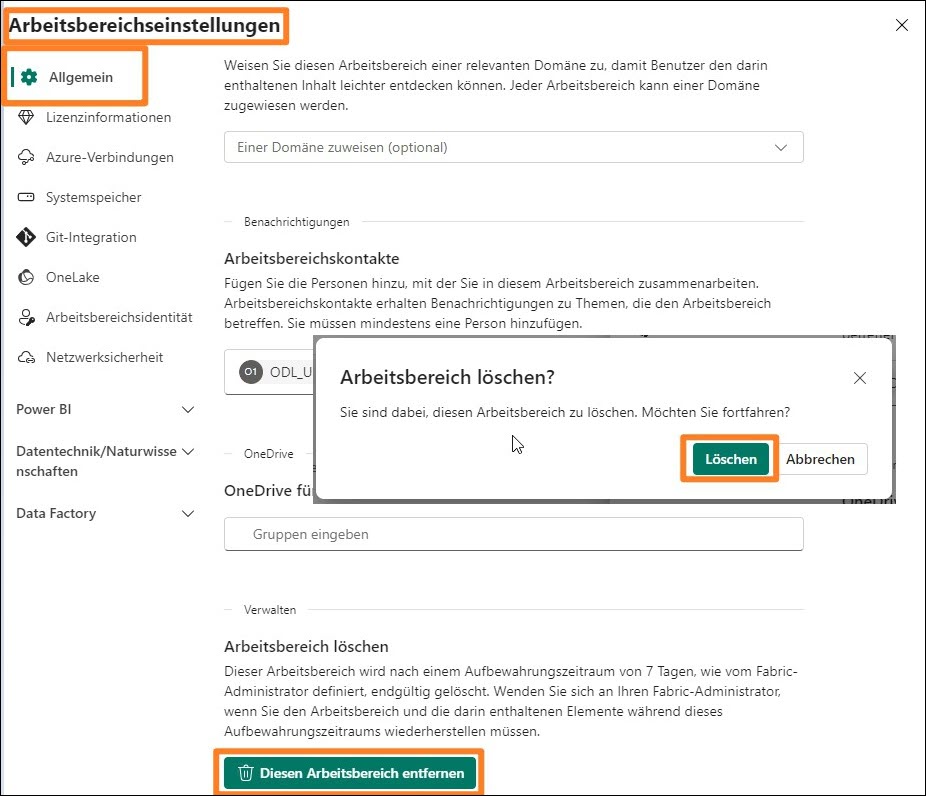 Arbeitsbereichseinstellungen
Allgemein
Lizenzinformationen
Azure-Verbindungen
Systemspeicher
Git-Integration
OneLake
Arbeitsbereichsidentität
Netzwerksicherheit
Power BI
Datentechnik/Naturwisse
nschaften
Data Factory
Weisen Sie diesen Arbeitsbereich einer relevanten Domäne zu, damit Benutzer den darin
enthaltenen Inhalt leichter entdecken können. Jeder Arbeitsbereich kann einer Domäne
zugewiesen werden.
Einer Domäne zuweisen (optional)
Benachrichtigungen
Arbeitsbereichskontakte
Fügen Sie die Personen hinzu, mit der Sie in diesem Arbeitsbereich zusammenarbeiten.
Arbeitsbereichskontakte erhalten Benachrichtigungen zu Themen, die den Arbeitsbereich
betreffen. Sie müssen mindestens eine Person hinzufügen.
O1 ODL_U
Arbeitsbereich löschen?
Sie sind dabei, diesen Arbeitsbereich zu löschen. Möchten Sie fortfahren?
Löschen
Abbrechen
OneDrive
OneDrive fü
Gruppen eingeben
Verwalten
Arbeitsbereich löschen
Dieser Arbeitsbereich wird nach einem Aufbewahrungszeitraum von 7 Tagen, wie vom Fabric-
Administrator definiert, endgültig gelöscht. Wenden Sie sich an Ihren Fabric-Administrator,
wenn Sie den Arbeitsbereich und die darin enthaltenen Elemente während dieses
Aufbewahrungszeitraums wiederherstellen müssen.
Diesen Arbeitsbereich entfernen